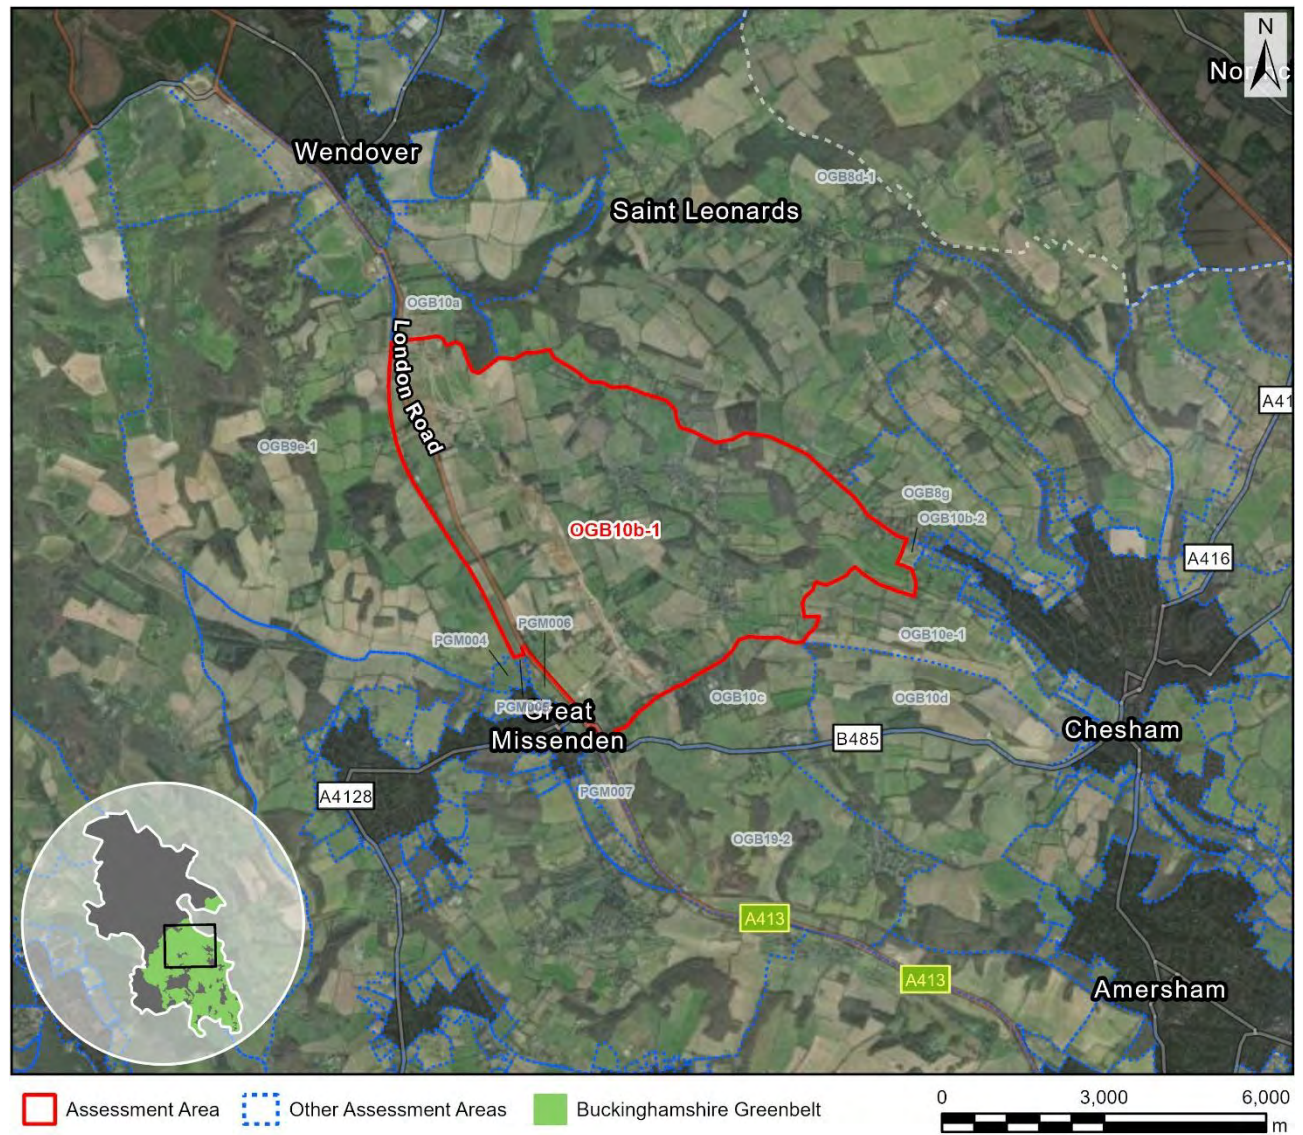 N
Wendover
Saint Leonards
OGB8d-1
OGB10a
London Road
A41
OGB9e-1
OGB8g
OGB10b-2
OGB10b-1
A416
PGM006
PGM004
OGB10e-1
OGB10c
OGB10d
Great
Missenden
B485
Chesham
A4128
PGM007
OGB19-2
A413
A413
Amersham
Assessment Area
Other Assessment Areas
Buckinghamshire Greenbelt
0
3,000
6,000
m